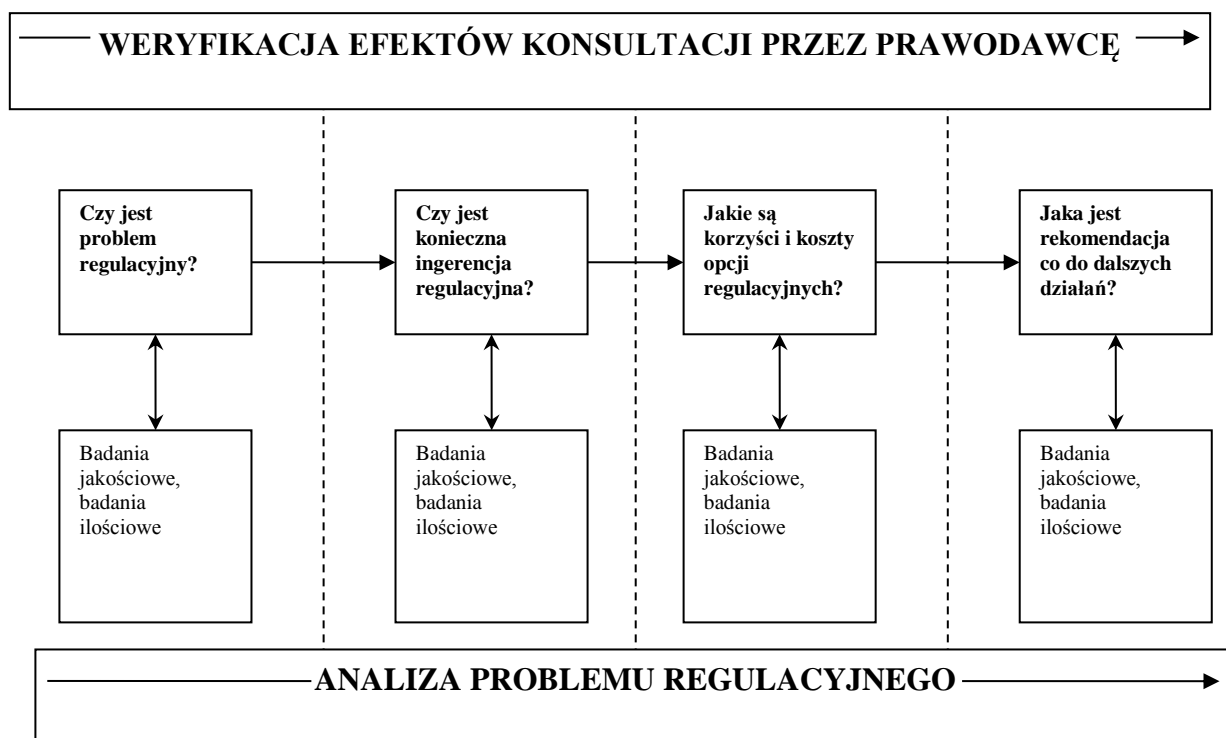 WERYFIKACJA EFEKTÓW KONSULTACJI PRZEZ PRAWODAWCĘ
Czy jest
problem
regulacyjny?
Czy jest
konieczna
ingerencja
regulacyjna?
Jakie są
korzyści i koszty
opcji
regulacyjnych?
Jaka jest
rekomendacja
co do dalszych
działań?
Badania
jakościowe,
badania
ilościowe
Badania
jakościowe,
badania
ilościowe
Badania
jakościowe,
badania
ilościowe
Badania
jakościowe,
badania
ilościowe
ANALIZA PROBLEMU REGULACYJNEGO